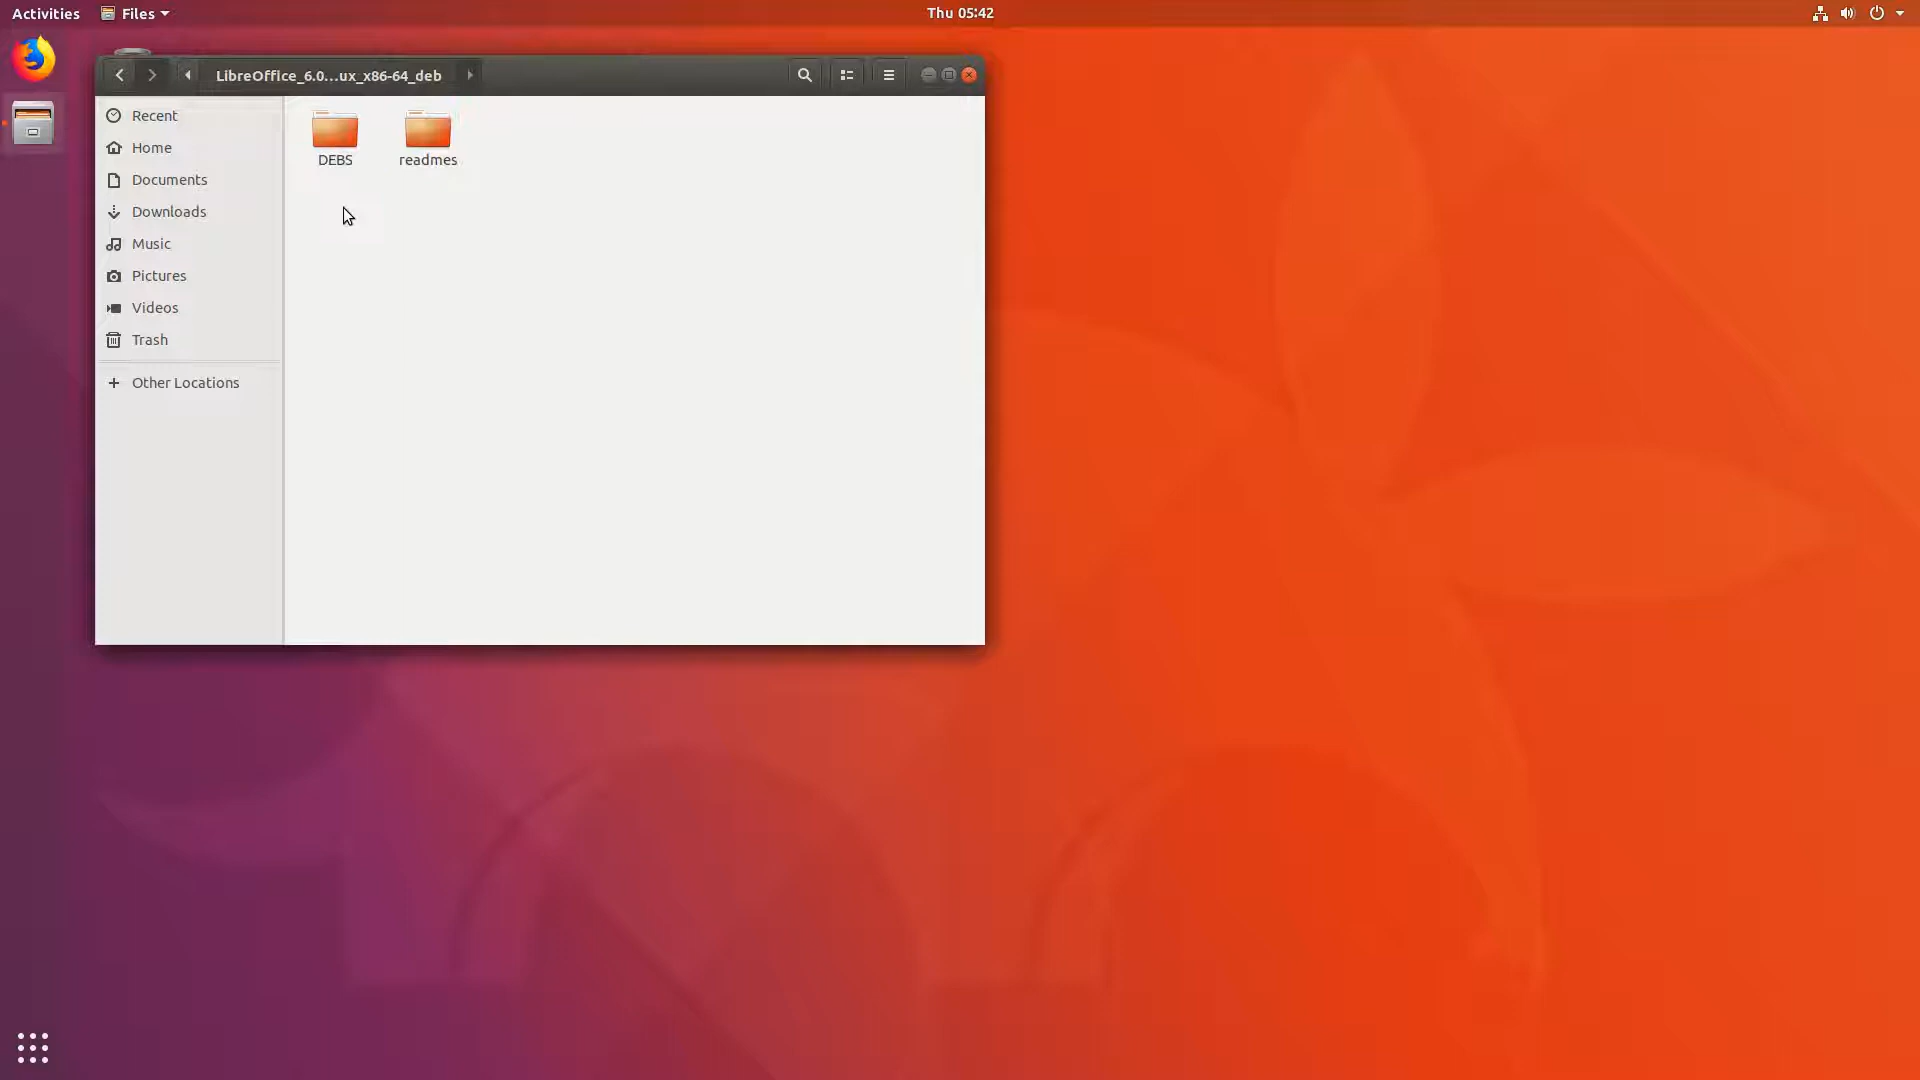 Activities
Files
Thu 05:42
LibreOffice_6.0...ux_x86-64_deb
Recent
Home
Documents
Downloads
Music
Pictures
Videos
Trash
Other Locations
DEBS
readmes